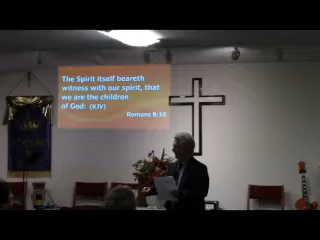 The Spirit itself beareth
witness with our spirit, that
we are the children
of God: (KJV)
Romans 8:16